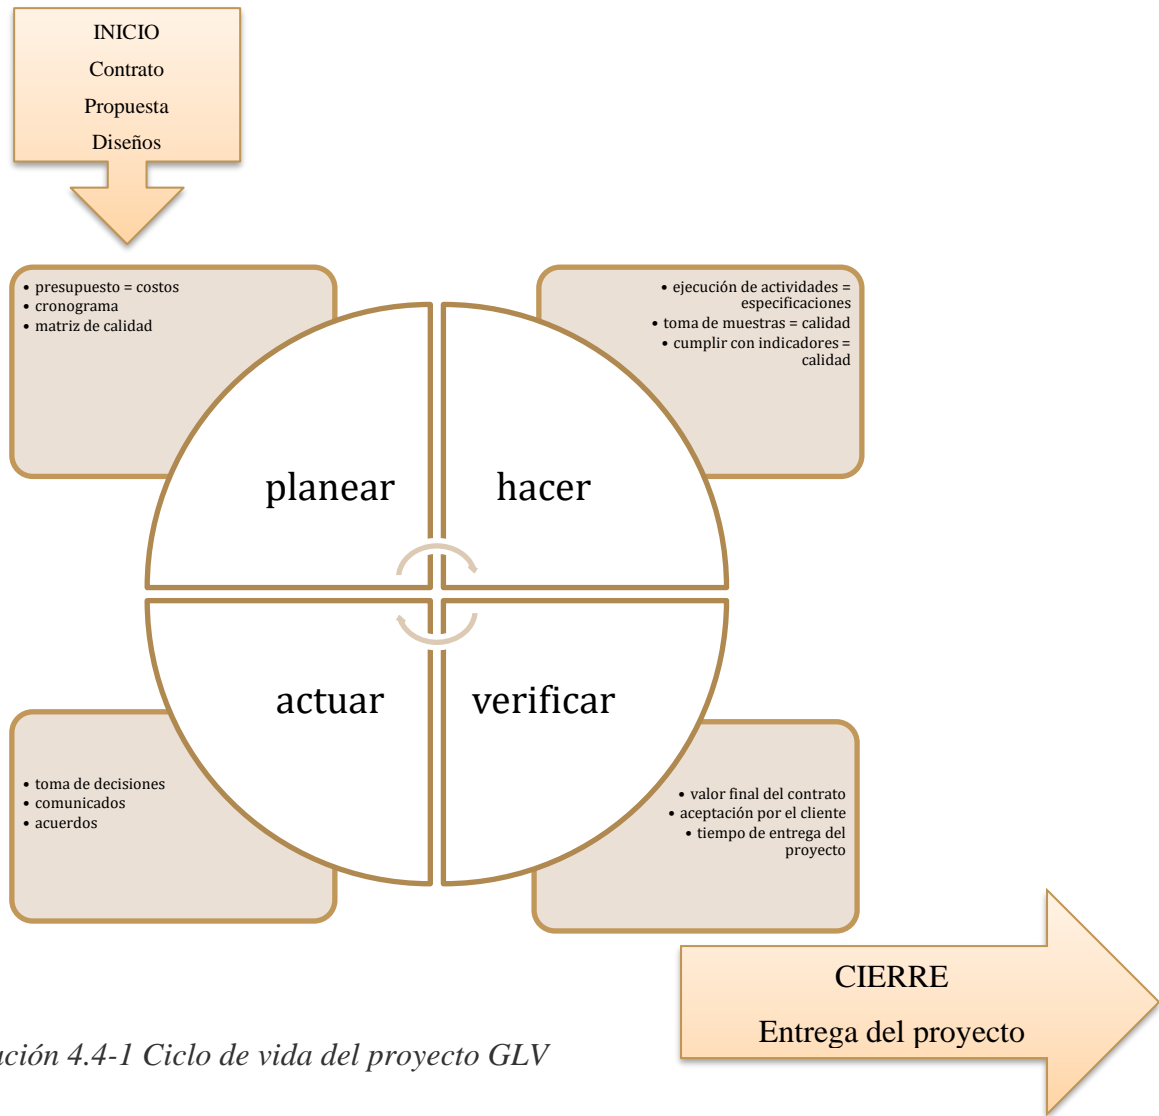 INICIO
Contrato
Propuesta
Diseños
• presupuesto = costos
• cronograma
• matriz de calidad
• ejecución de actividades =
especificaciones
• toma de muestras = calidad
• cumplir con indicadores =
calidad
planear
hacer
actuar
verificar
• toma de decisiones
• comunicados
• acuerdos
• valor final del contrato
• aceptación por el cliente
• tiempo de entrega del
proyecto
CIERRE
Entrega del proyecto
ción 4.4-1 Ciclo de vida del proyecto GLV